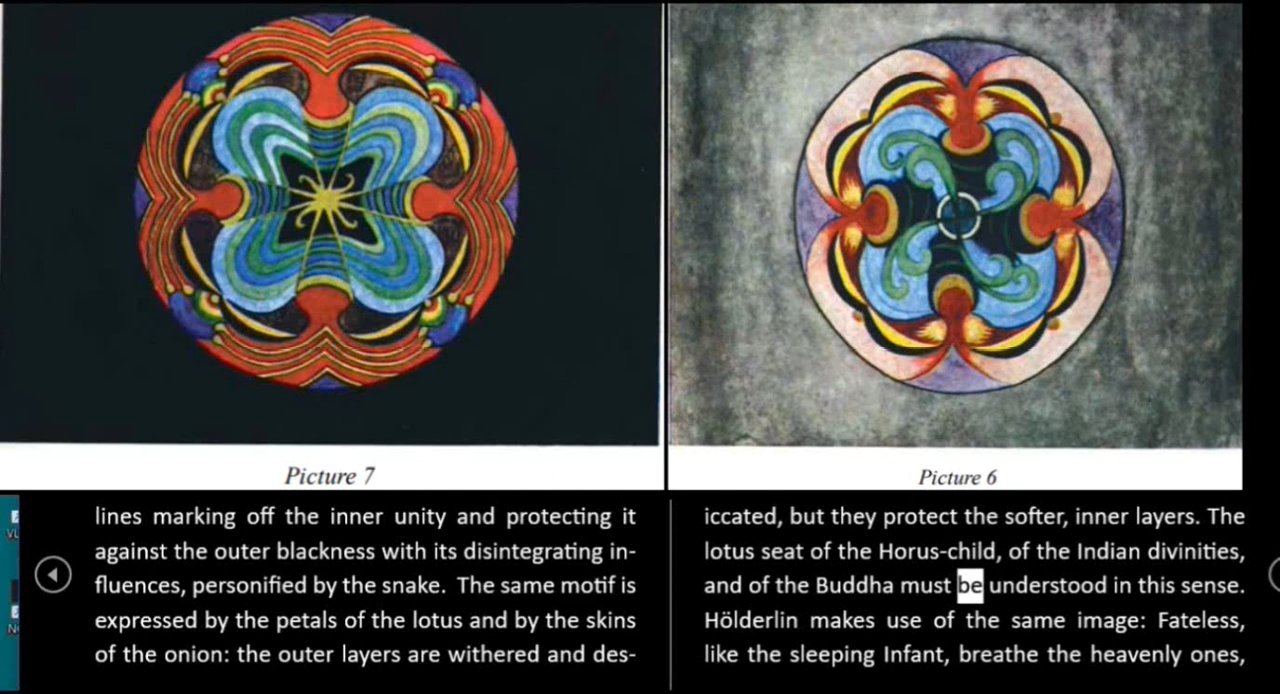 Picture 7
Picture 6
lines marking off the inner unity and protecting it
against the outer blackness with its disintegrating in-
fluences, personified by the snake. The same motif is
expressed by the petals of the lotus and by the skins
of the onion: the outer layers are withered and des-
iccated, but they protect the softer, inner layers. The
lotus seat of the Horus-child, of the Indian divinities,
and of the Buddha must be understood in this sense.
Hölderlin makes use of the same image: Fateless,
like the sleeping Infant, breathe the heavenly ones,